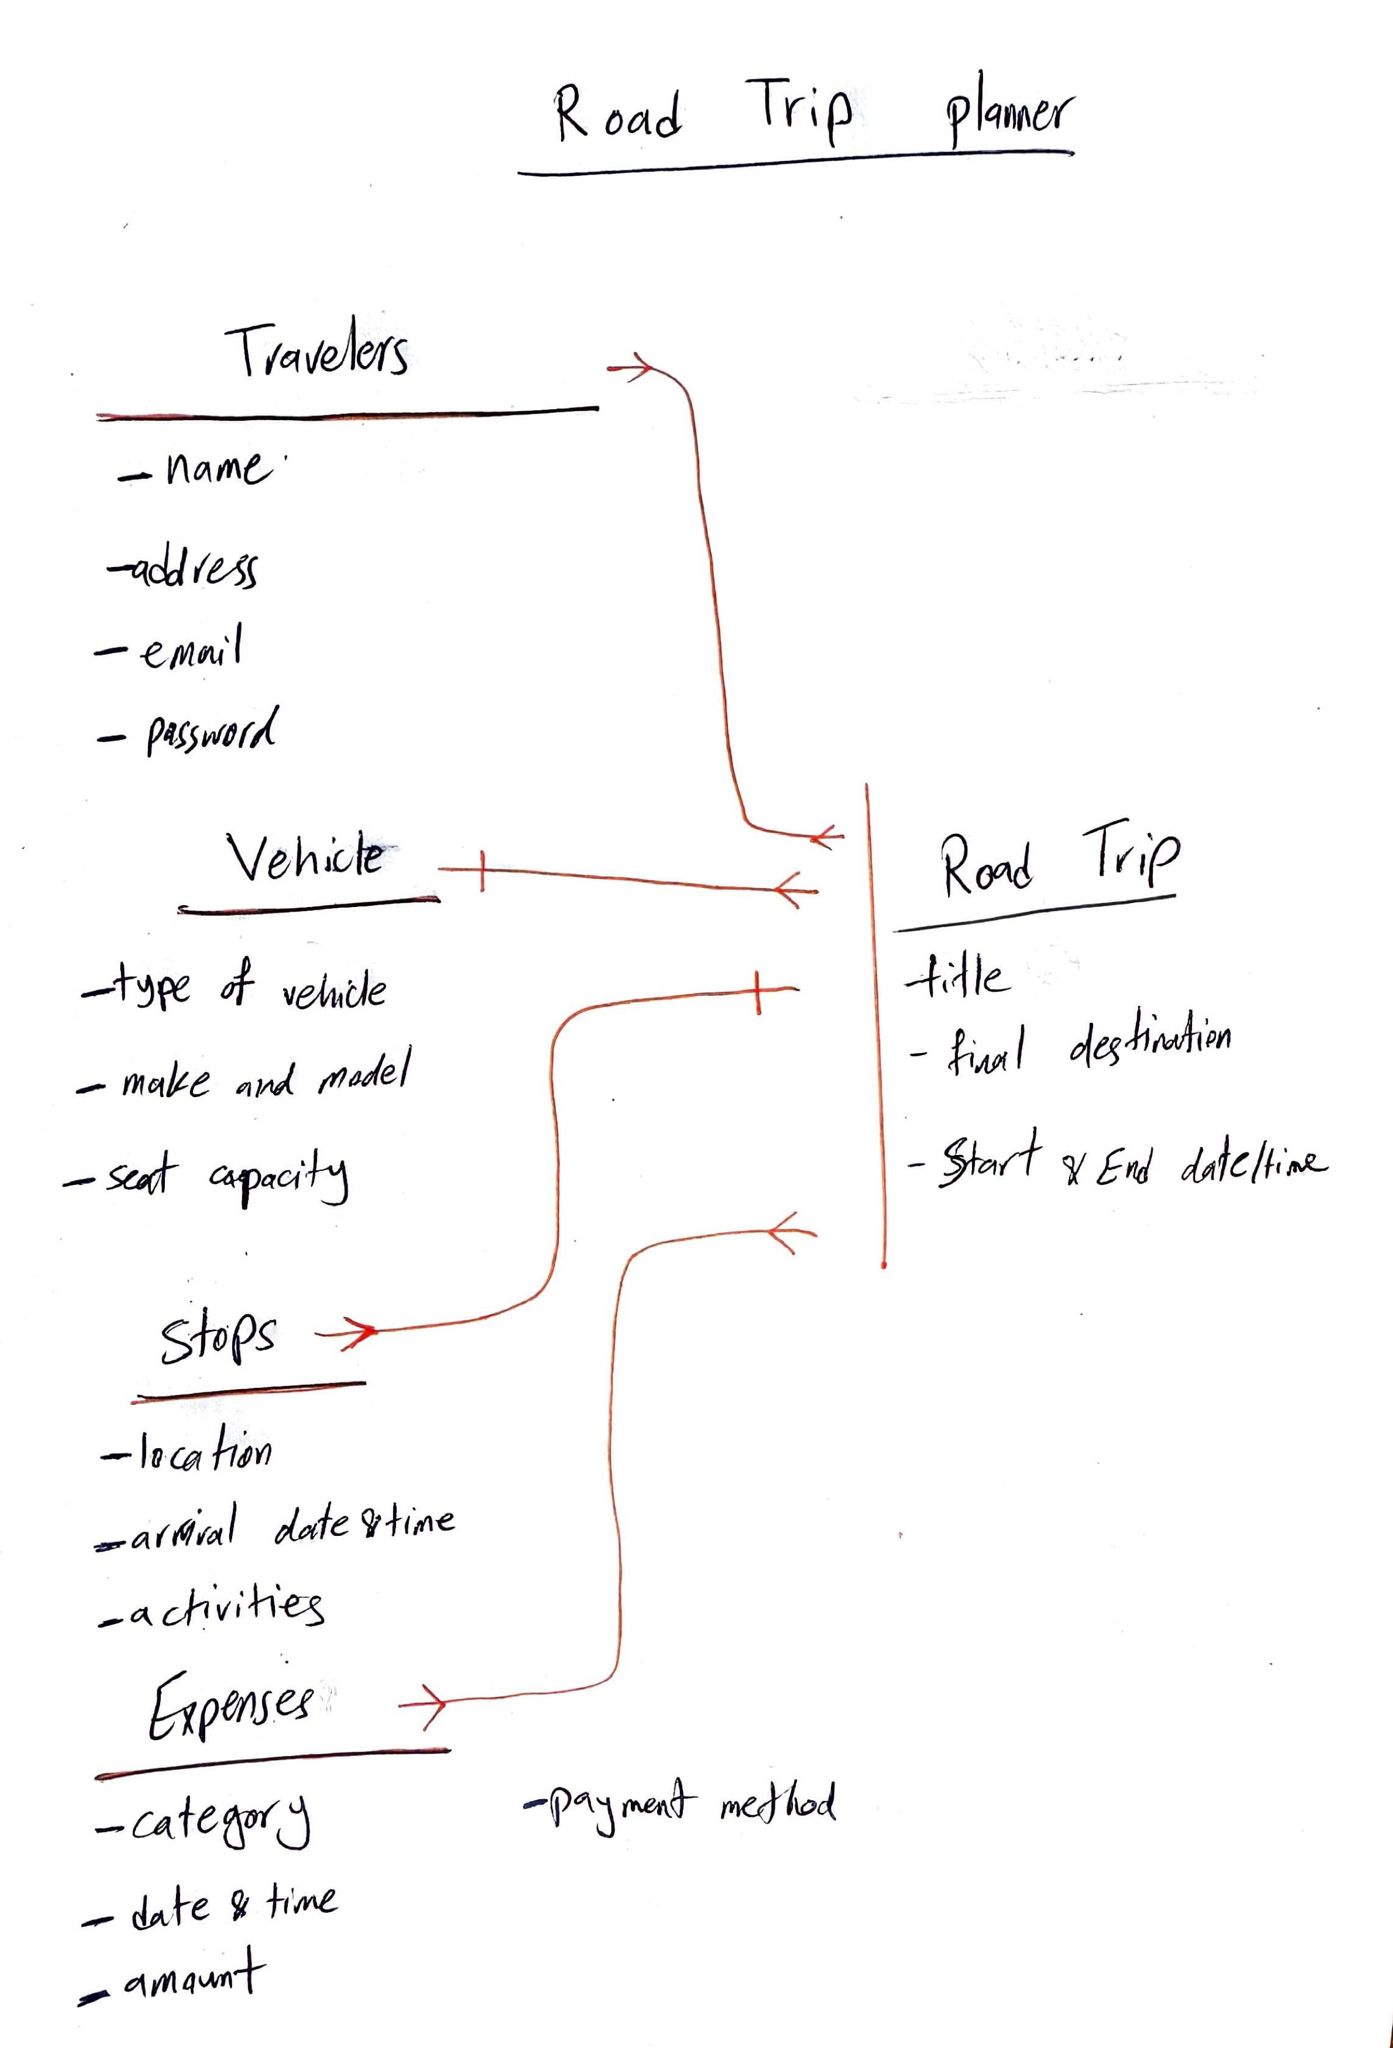 Road Trip planner
Travelers
- name
- address
- email
- password
Vehicle
- type of vehicle
- make and model
- seat capacity
Stops
- location
- arrival date & time
- activities
Expenses
- category
- date & time
- amount
- payment method
Road Trip
- title
- final destination
- Start & End date/time